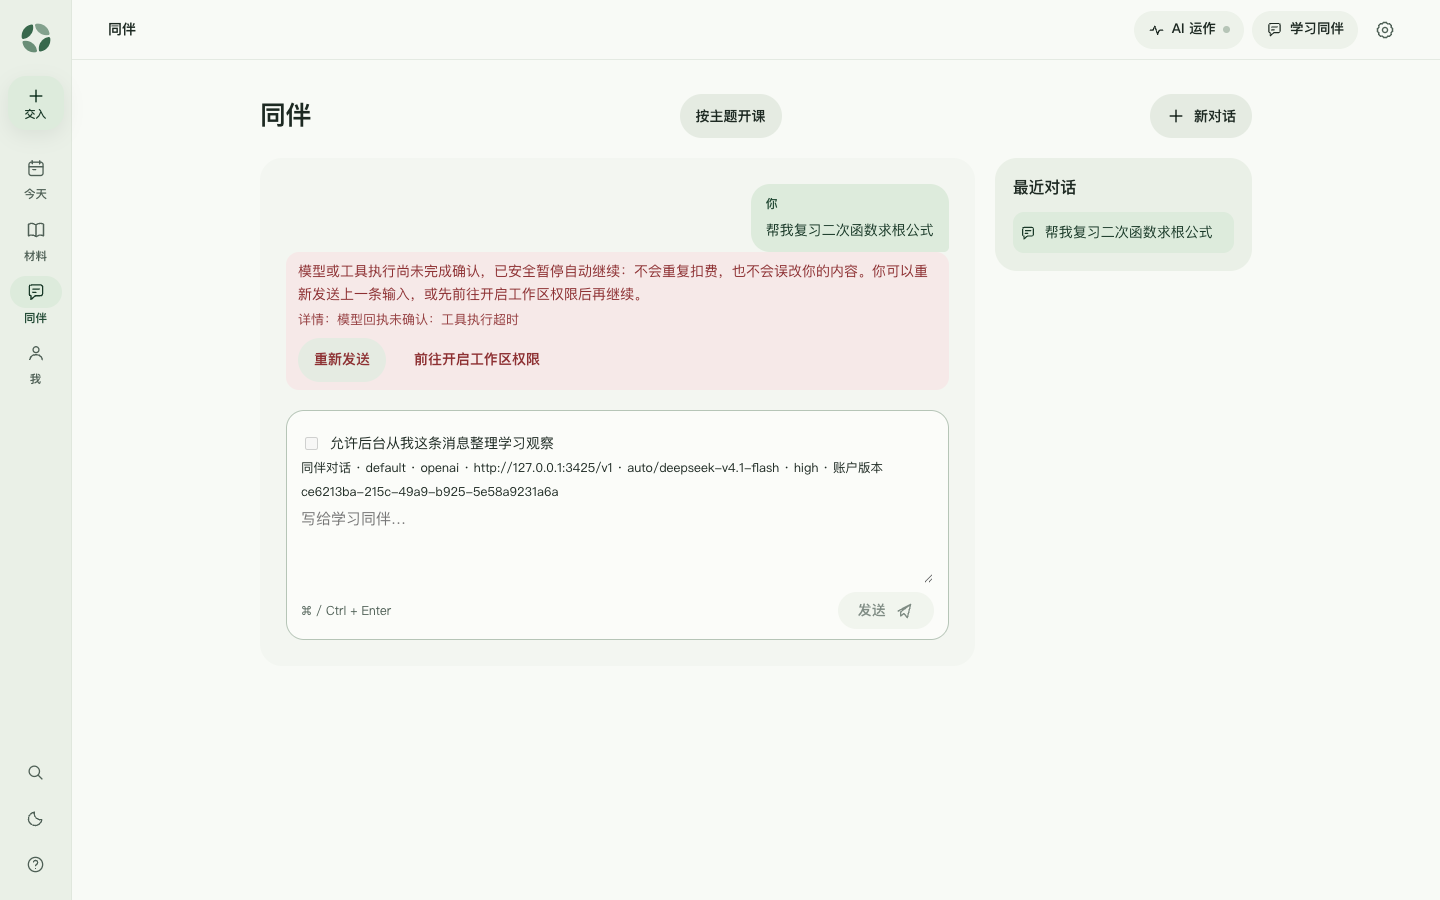 同伴
AI 运作
学习同伴
交入
今天
材料
同伴
我
同伴
按主题开课
新对话
你
帮我复习二次函数求根公式
模型或工具执行尚未完成确认，已安全暂停自动继续：不会重复扣费，也不会误改你的内容。你可以重
新发送上一条输入，或先前往开启工作区权限后再继续。
详情：模型回执未确认：工具执行超时
重新发送
前往开启工作区权限
允许后台从我这条消息整理学习观察
同伴对话 · default · openai · http://127.0.0.1:3425/v1 · auto/deepseek-v4.1-flash · high · 账户版本
ce6213ba-215c-49a9-b925-5e58a9231a6a
写给学习同伴...
⌘ / Ctrl + Enter
发送
最近对话
帮我复习二次函数求根公式